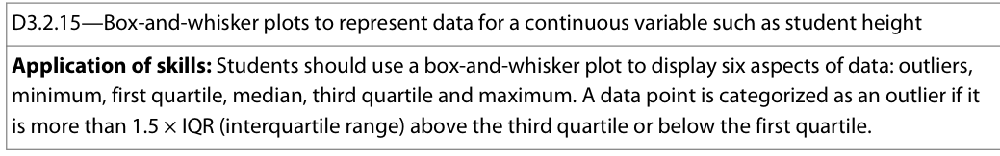 D3.2.15—Box-and-whisker plots to represent data for a continuous variable such as student height
Application of skills: Students should use a box-and-whisker plot to display six aspects of data: outliers,
minimum, first quartile, median, third quartile and maximum. A data point is categorized as an outlier if it
is more than 1.5 × IQR (interquartile range) above the third quartile or below the first quartile.